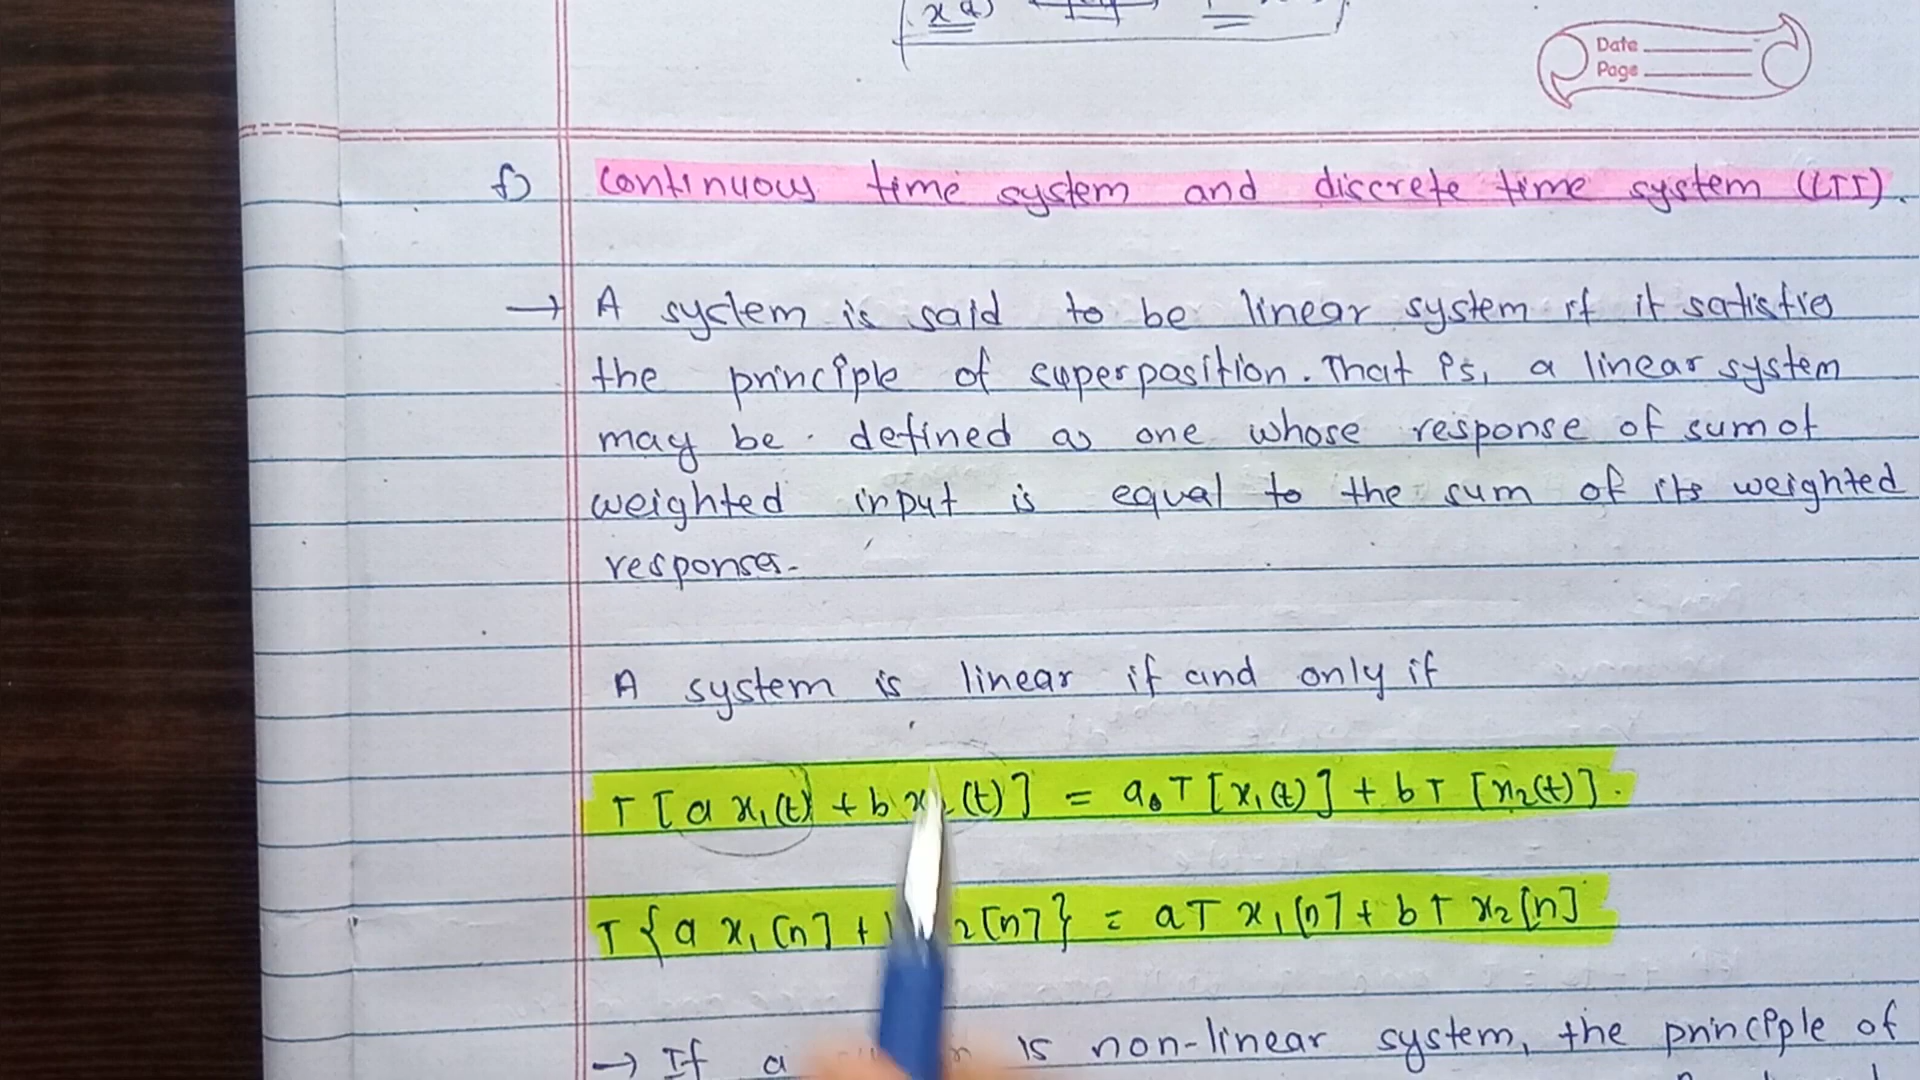 Date
Page
f) continuous time system and discrete time system (LTI).
→ A system is said to be linear system if it satisfies
the principle of superposition. That is, a linear system
may be defined as one whose response of sum of
weighted input is equal to the sum of its weighted
responses.
A system is linear if and only if
T [a x₁(t) + b x₂(t)] = a T [x₁(t)] + b T [x₂(t)].
T {a x₁[n] + 2[n]} = a T x₁[n] + b T x₂[n]
→ If a is non-linear system, the principle of